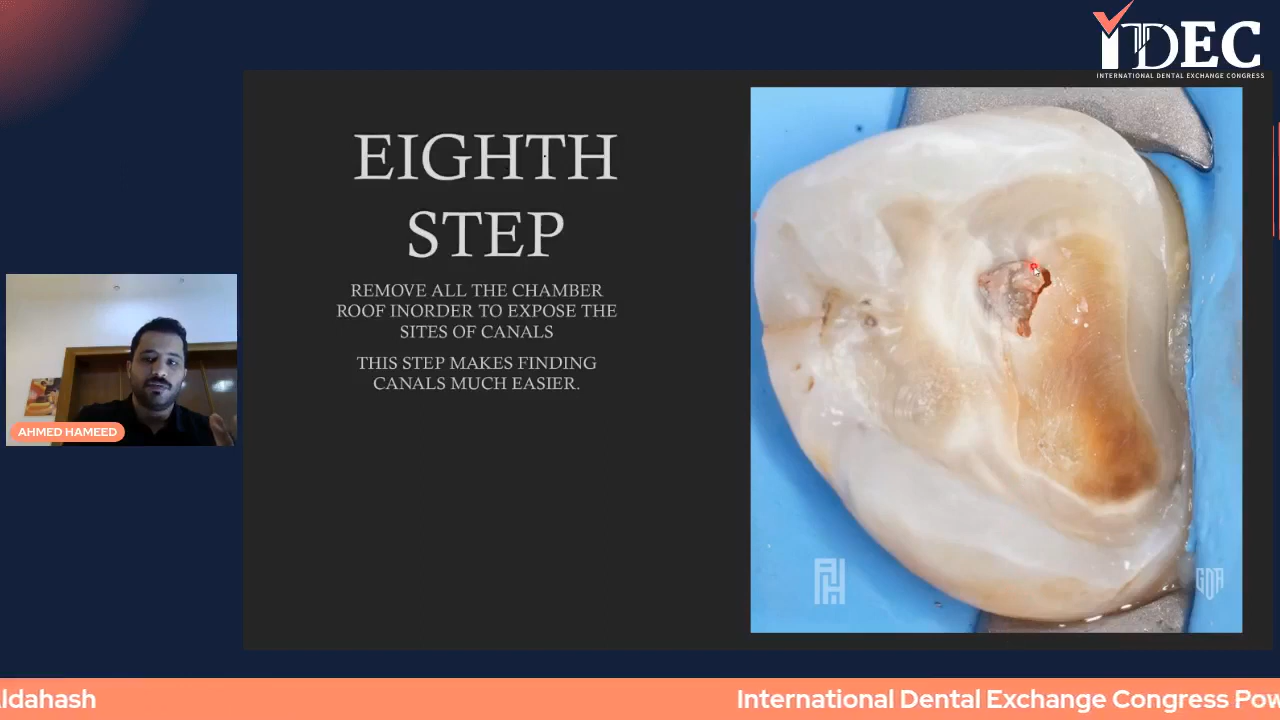 IDEC
INTERNATIONAL DENTAL EXCHANGE CONGRESS
EIGHTH
STEP
REMOVE ALL THE CHAMBER
ROOF INORDER TO EXPOSE THE
SITES OF CANALS
THIS STEP MAKES FINDING
CANALS MUCH EASIER.
AHMED HAMEED
ldahash
International Dental Exchange Congress Pow